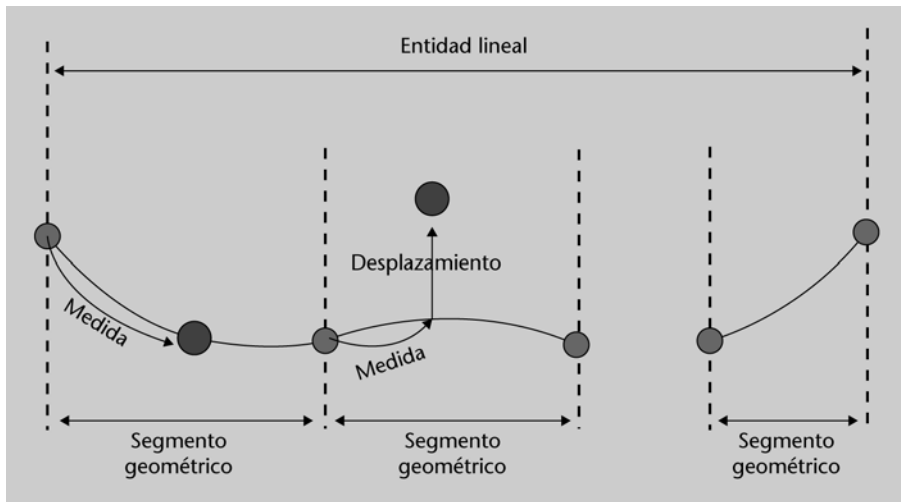 Entidad lineal
Desplazamiento
Medida
Medida
Segmento
geométrico
Segmento
geométrico
Segmento
geométrico